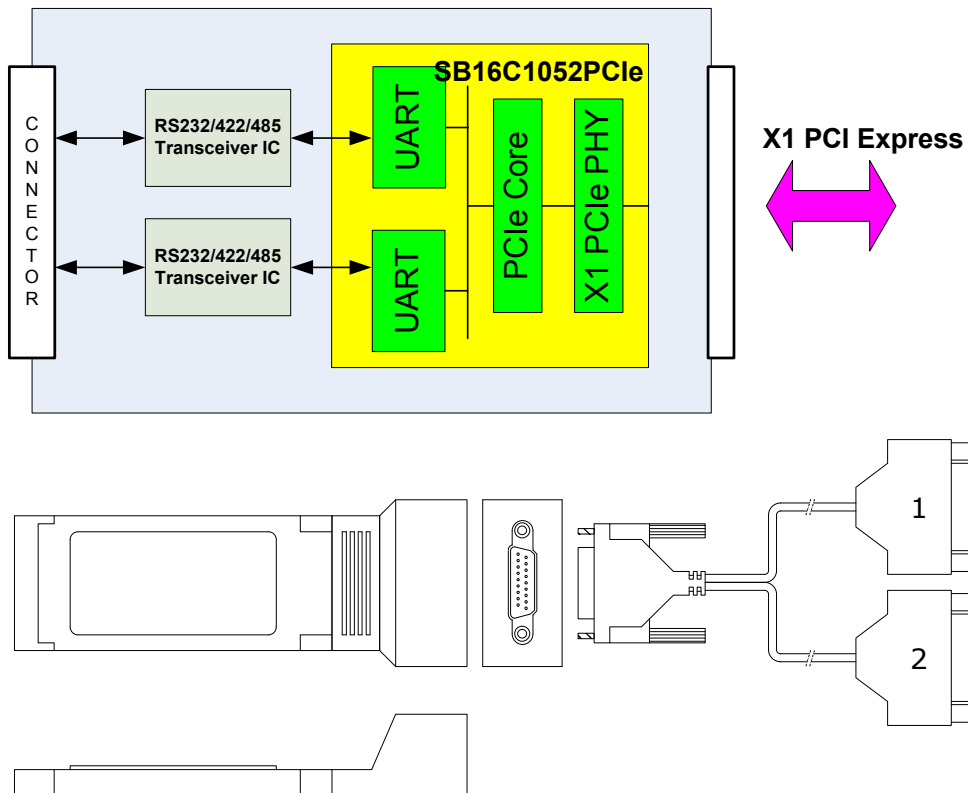 SB16C1052PCIe
CONNECTOR
RS232/422/485
Transceiver IC
UART
PCIe Core
X1 PCIe PHY
X1 PCI Express
RS232/422/485
Transceiver IC
UART
1
2